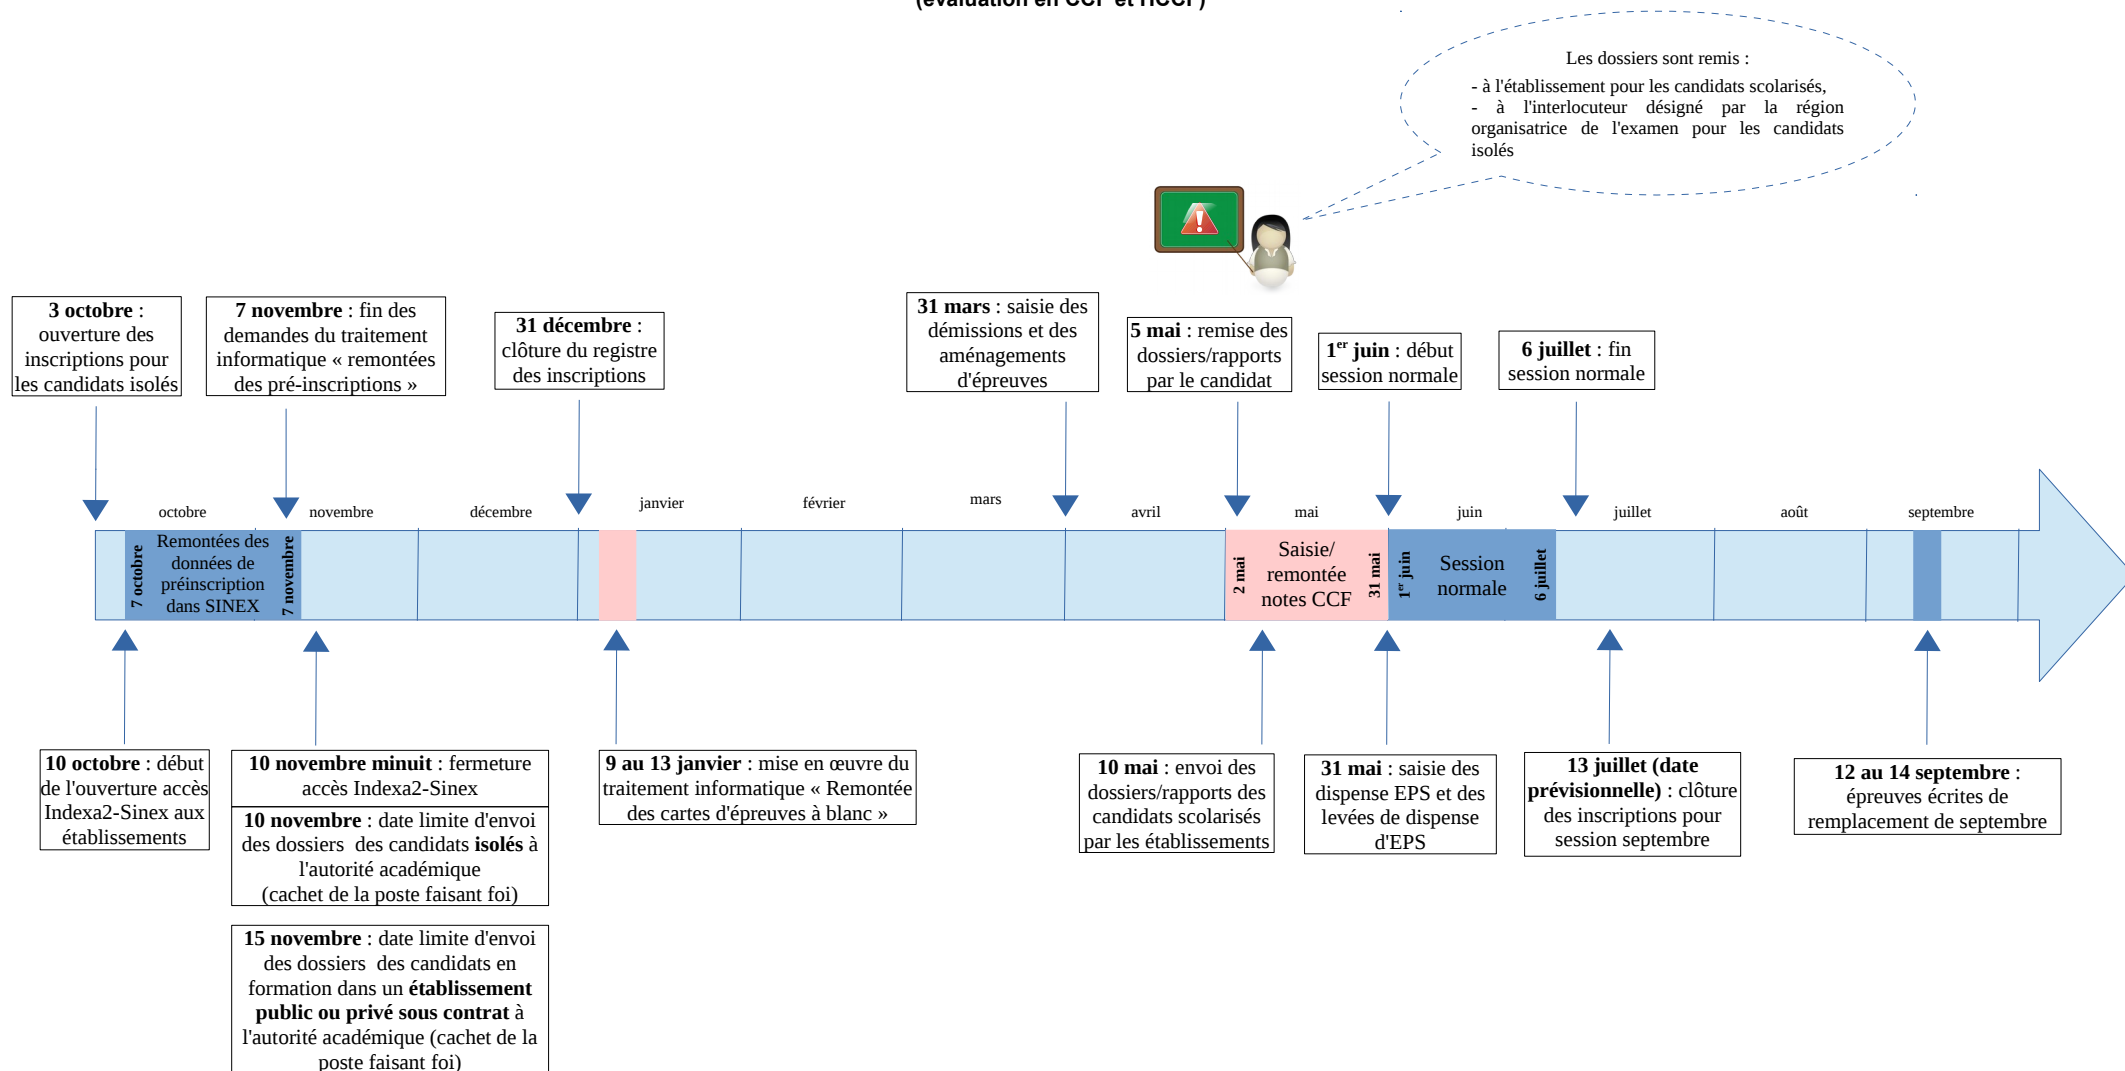 (évaluation en CCF et HCCF)
Les dossiers sont remis :
- à l'établissement pour les candidats scolarisés,
- à l'interlocuteur désigné par la région
organisatrice de l'examen pour les candidats
isolés
3 octobre :
ouverture des
inscriptions pour
les candidats isolés
7 novembre : fin des
demandes du traitement
informatique « remontées
des pré-inscriptions »
31 décembre :
clôture du registre
des inscriptions
31 mars : saisie des
démissions et des
aménagements
d'épreuves
5 mai : remise des
dossiers/rapports
par le candidat
1er juin : début
session normale
6 juillet : fin
session normale
octobre
novembre
décembre
janvier
février
mars
avril
mai
juin
juillet
août
septembre
7 octobre
Remontées des
données de
préinscription
dans SINEX
7 novembre
2 mai
Saisie/
remontée
notes CCF
31 mai
1er juin
Session
normale
6 juillet
10 octobre : début
de l'ouverture accès
Indexa2-Sinex aux
établissements
10 novembre minuit : fermeture
accès Indexa2-Sinex
10 novembre : date limite d'envoi
des dossiers des candidats isolés à
l'autorité académique
(cachet de la poste faisant foi)
15 novembre : date limite d'envoi
des dossiers des candidats en
formation dans un établissement
public ou privé sous contrat à
l'autorité académique (cachet de la
poste faisant foi)
9 au 13 janvier : mise en œuvre du
traitement informatique « Remontée
des cartes d'épreuves à blanc »
10 mai : envoi des
dossiers/rapports des
candidats scolarisés
par les établissements
31 mai : saisie des
dispense EPS et des
levées de dispense
d'EPS
13 juillet (date
prévisionnelle) : clôture
des inscriptions pour
session septembre
12 au 14 septembre :
épreuves écrites de
remplacement de septembre